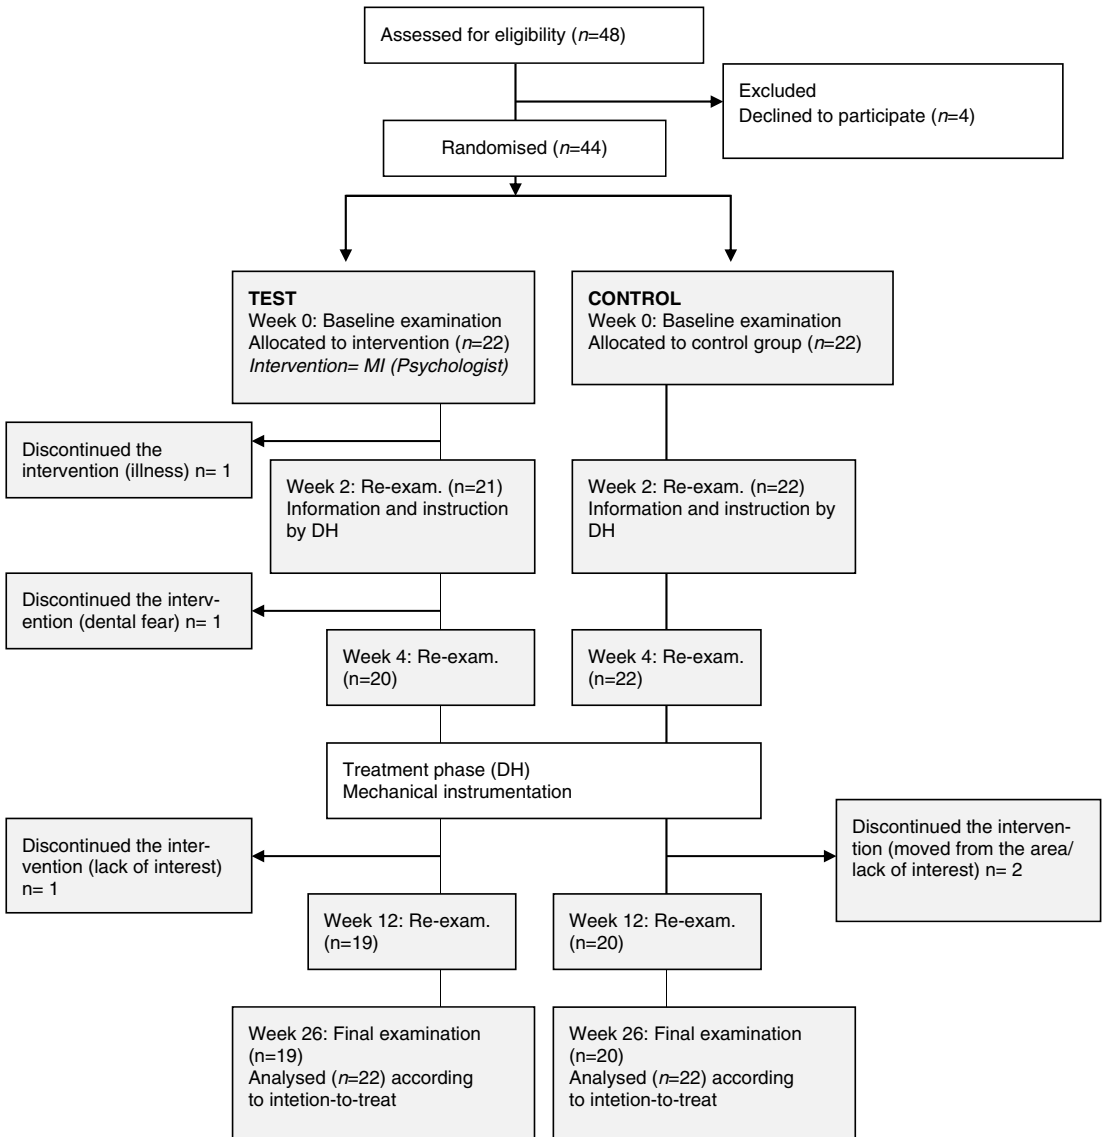 Assessed for eligibility (n=48)
Excluded
Declined to participate (n=4)
Randomised (n=44)
TEST
Week 0: Baseline examination
Allocated to intervention (n=22)
Intervention= MI (Psychologist)
CONTROL
Week 0: Baseline examination
Allocated to control group (n=22)
Discontinued the
intervention (illness) n= 1
Week 2: Re-exam. (n=21)
Information and instruction
by DH
Week 2: Re-exam. (n=22)
Information and instruction by
DH
Discontinued the interv-
ention (dental fear) n= 1
Week 4: Re-exam.
(n=20)
Week 4: Re-exam.
(n=22)
Treatment phase (DH)
Mechanical instrumentation
Discontinued the inter-
vention (lack of interest)
n= 1
Discontinued the interven-
tion (moved from the area/
lack of interest) n= 2
Week 12: Re-exam.
(n=19)
Week 12: Re-exam.
(n=20)
Week 26: Final examination
(n=19)
Analysed (n=22) according
to intetion-to-treat
Week 26: Final examination
(n=20)
Analysed (n=22) according
to intetion-to-treat